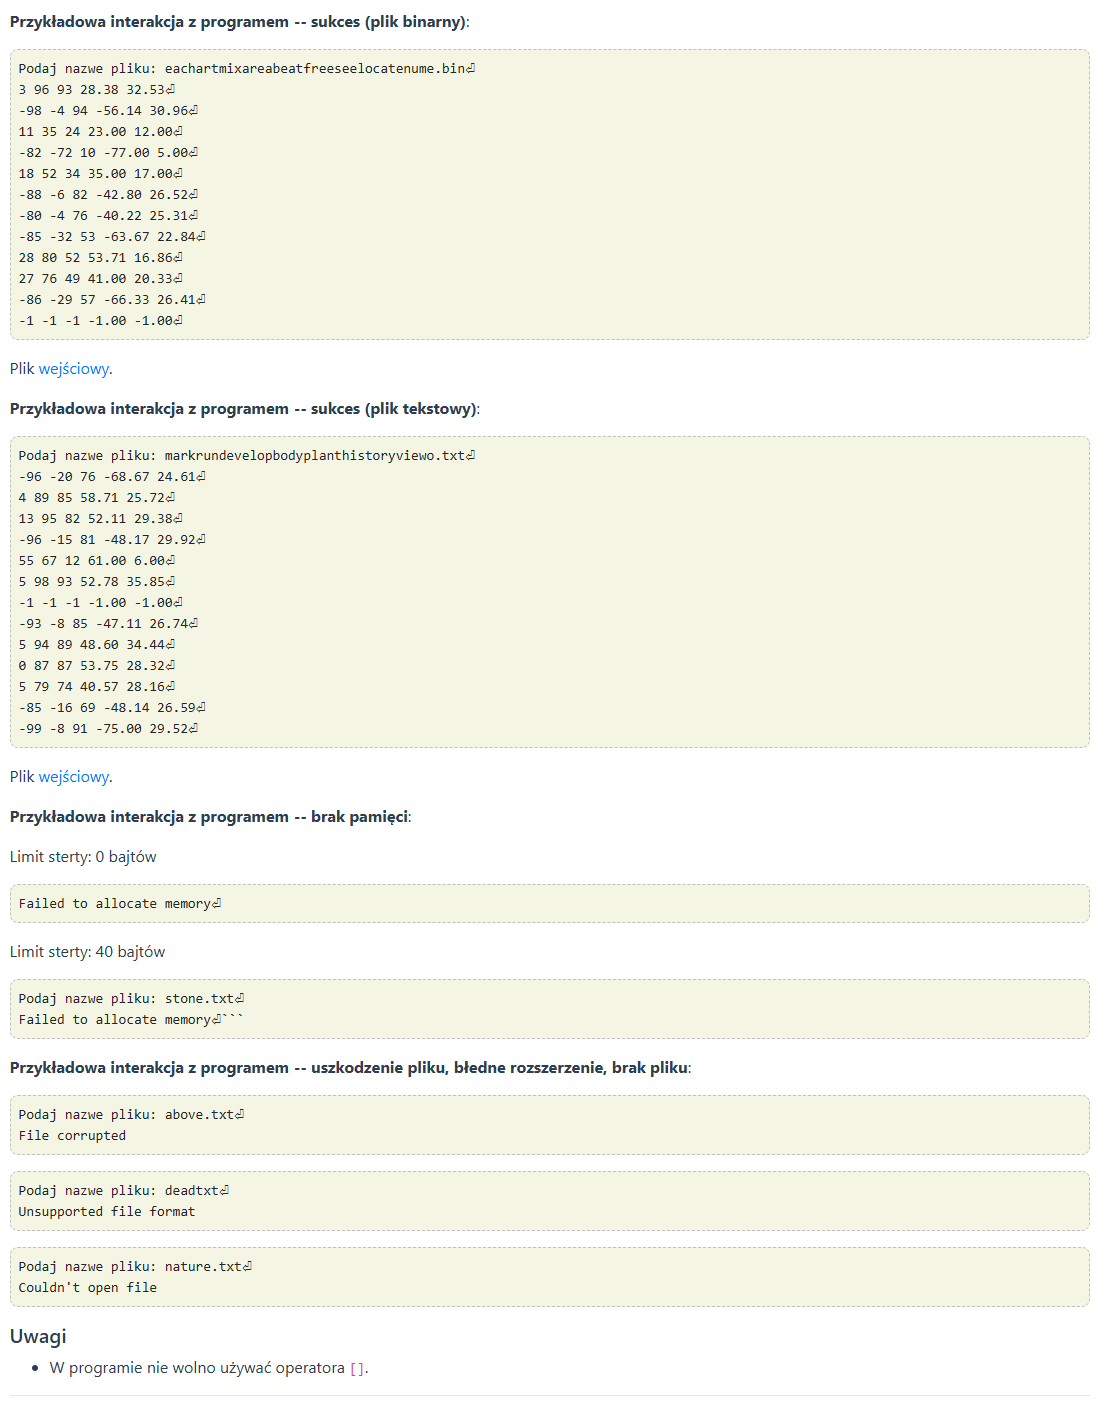 Przykładowa interakcja z programem -- sukces (plik binarny):
Podaj nazwe pliku: eachartmixareabeatfreeseelocatenume.bin⏎
3 96 93 28.38 32.53⏎
-98 -4 94 -56.14 30.96⏎
11 35 24 23.00 12.00⏎
-82 -72 10 -77.00 5.00⏎
18 52 34 35.00 17.00⏎
-88 -6 82 -42.80 26.52⏎
-80 -4 76 -40.22 25.31⏎
-85 -32 53 -63.67 22.84⏎
28 80 52 53.71 16.86⏎
27 76 49 41.00 20.33⏎
-86 -29 57 -66.33 26.41⏎
-1 -1 -1 -1.00 -1.00⏎
Plik wejściowy.
Przykładowa interakcja z programem -- sukces (plik tekstowy):
Podaj nazwe pliku: markrundevelopbodyplanthistoryviewo.txt⏎
-96 -20 76 -68.67 24.61⏎
4 89 85 58.71 25.72⏎
13 95 82 52.11 29.38⏎
-96 -15 81 -48.17 29.92⏎
55 67 12 61.00 6.00⏎
5 98 93 52.78 35.85⏎
-1 -1 -1 -1.00 -1.00⏎
-93 -8 85 -47.11 26.74⏎
5 94 89 48.60 34.44⏎
0 87 87 53.75 28.32⏎
5 79 74 40.57 28.16⏎
-85 -16 69 -48.14 26.59⏎
-99 -8 91 -75.00 29.52⏎
Plik wejściowy.
Przykładowa interakcja z programem -- brak pamięci:
Limit sterty: 0 bajtów
Failed to allocate memory⏎
Limit sterty: 40 bajtów
Podaj nazwe pliku: stone.txt⏎
Failed to allocate memory⏎```
Przykładowa interakcja z programem -- uszkodzenie pliku, błedne rozszerzenie, brak pliku:
Podaj nazwe pliku: above.txt⏎
File corrupted
Podaj nazwe pliku: deadtxt⏎
Unsupported file format
Podaj nazwe pliku: nature.txt⏎
Couldn't open file
Uwagi
• W programie nie wolno używać operatora [].